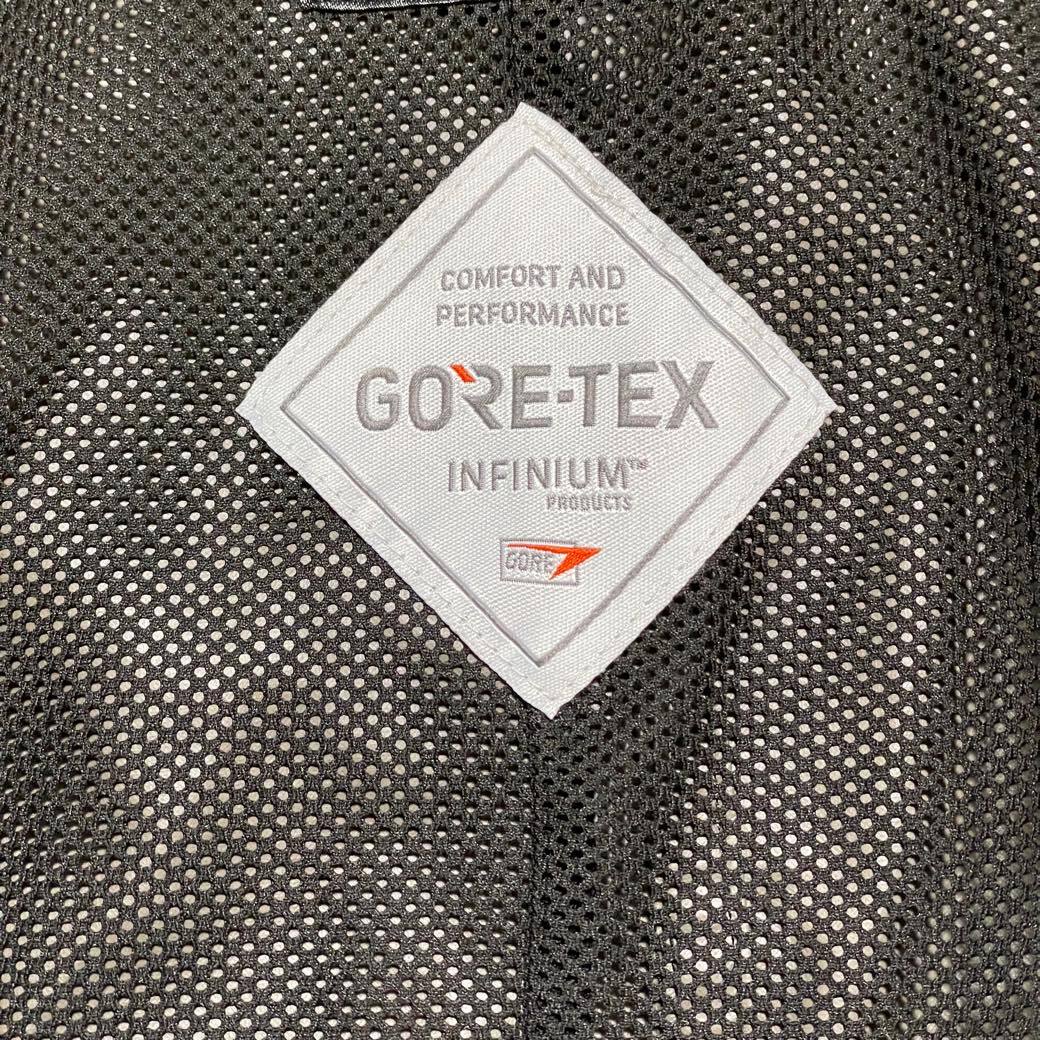 COMFORT AND
PERFORMANCE
GORE-TEX
INFINIUM™
PRODUCTS
GORE